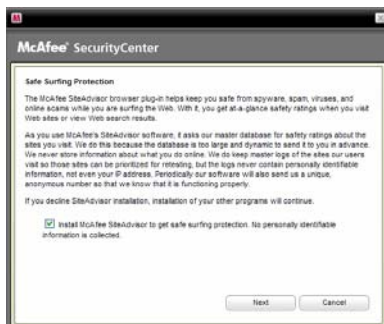 McAfee® SecurityCenter
Safe Surfing Protection
The McAfee SiteAdvisor browser plug-in helps keep you safe from spyware, spam, viruses, and
online scams while you are surfing the Web. With it, you get at-a-glance safety ratings when you visit
Web sites or view Web search results.
As you use McAfee's SiteAdvisor software, it asks our master database for safety ratings about the
sites you visit. We do this because the database is too large and dynamic to send it to you in advance.
We never store information about what you do online. We do keep master logs of the sites our users
visit so those sites can be prioritized for retesting, but the logs never contain personally identifiable
information, not even your IP address. Periodically our software will also send us a unique,
anonymous number so that we know that it is functioning properly.
If you decline SiteAdvisor installation, installation of your other programs will continue.
Install McAfee SiteAdvisor to get safe surfing protection. No personally identifiable
information is collected.
Next
Cancel